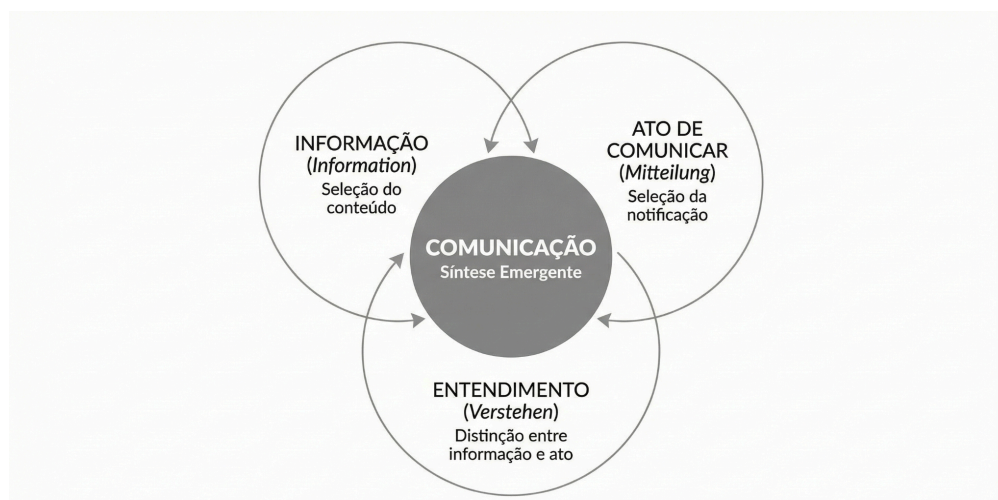 INFORMAÇÃO
(Information)
Seleção do
conteúdo
ATO DE
COMUNICAR
(Mitteilung)
Seleção da
notificação
COMUNICAÇÃO
Síntese Emergente
ENTENDIMENTO
(Verstehen)
Distinção entre
informação e ato